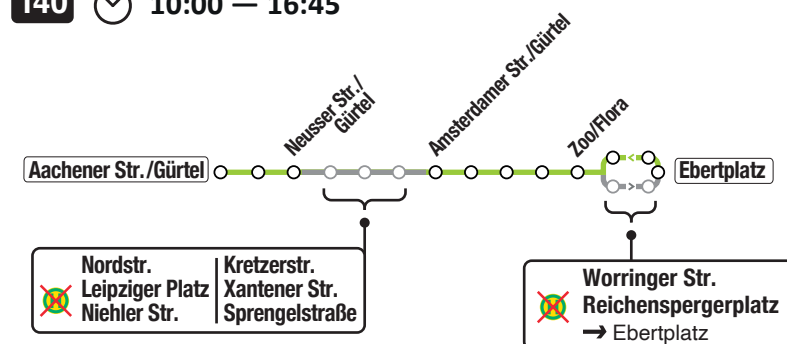 140 10:00 — 16:45
Neusser Str./
Gürtel
Amsterdamer Str./Gürtel
Zoo/Flora
Aachener Str./Gürtel
Ebertplatz
Nordstr.
Leipziger Platz
Niehler Str.
Kretzerstr.
Xantener Str.
Sprengelstraße
Worringer Str.
Reichenspergerplatz
→ Ebertplatz